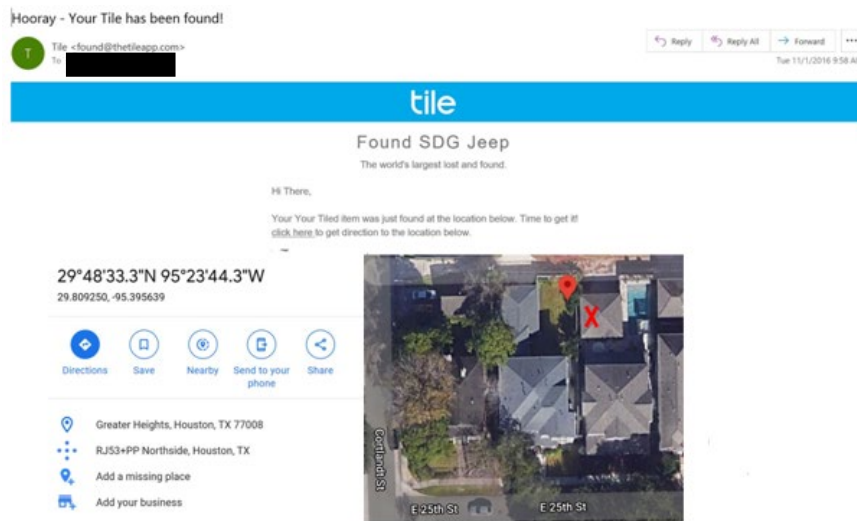 Hooray - Your Tile has been found!
T
Tile <found@thetileapp.com>
To
Reply
Reply All
Forward
Tue 11/1/2016 9:58 AM
tile
Found SDG Jeep
The world's largest lost and found.
Hi There,
Your Your Tiled item was just found at the location below. Time to get it!
click here to get direction to the location below.
29°48'33.3"N 95°23'44.3"W
29.809250, -95.395639
Directions
Save
Nearby
Send to your
phone
Share
Greater Heights, Houston, TX 77008
RJ53+PP Northside, Houston, TX
Add a missing place
Add your business
X
Cortlandt St
E 25th St
E 25th St